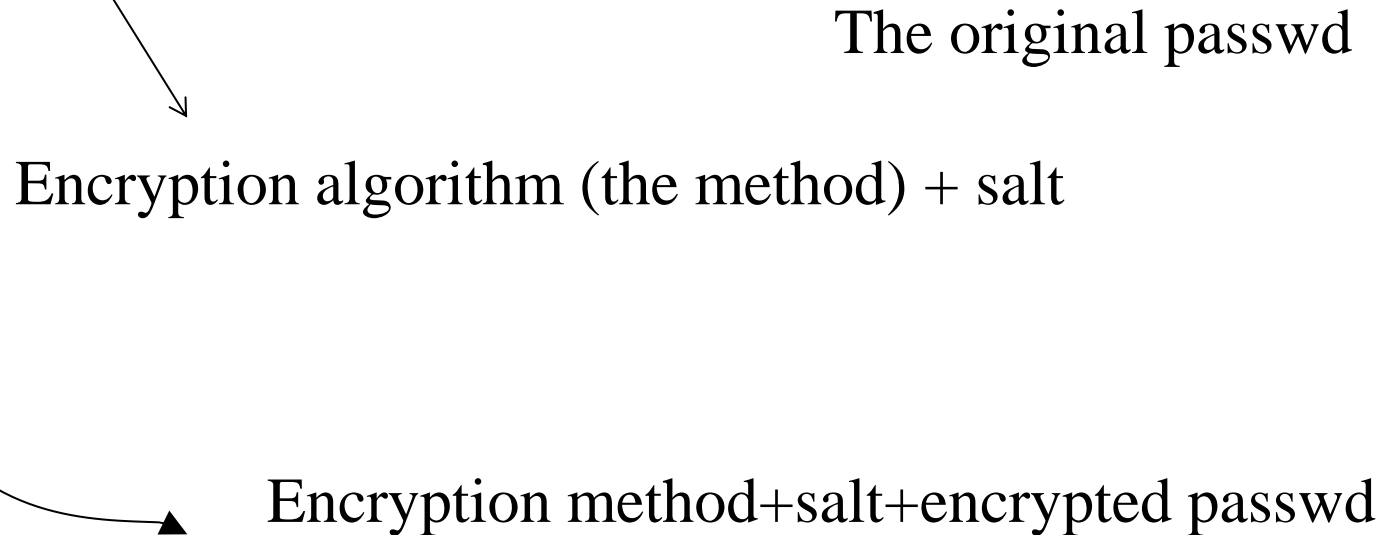 The original passwd
Encryption algorithm (the method) + salt
Encryption method+salt+encrypted passwd